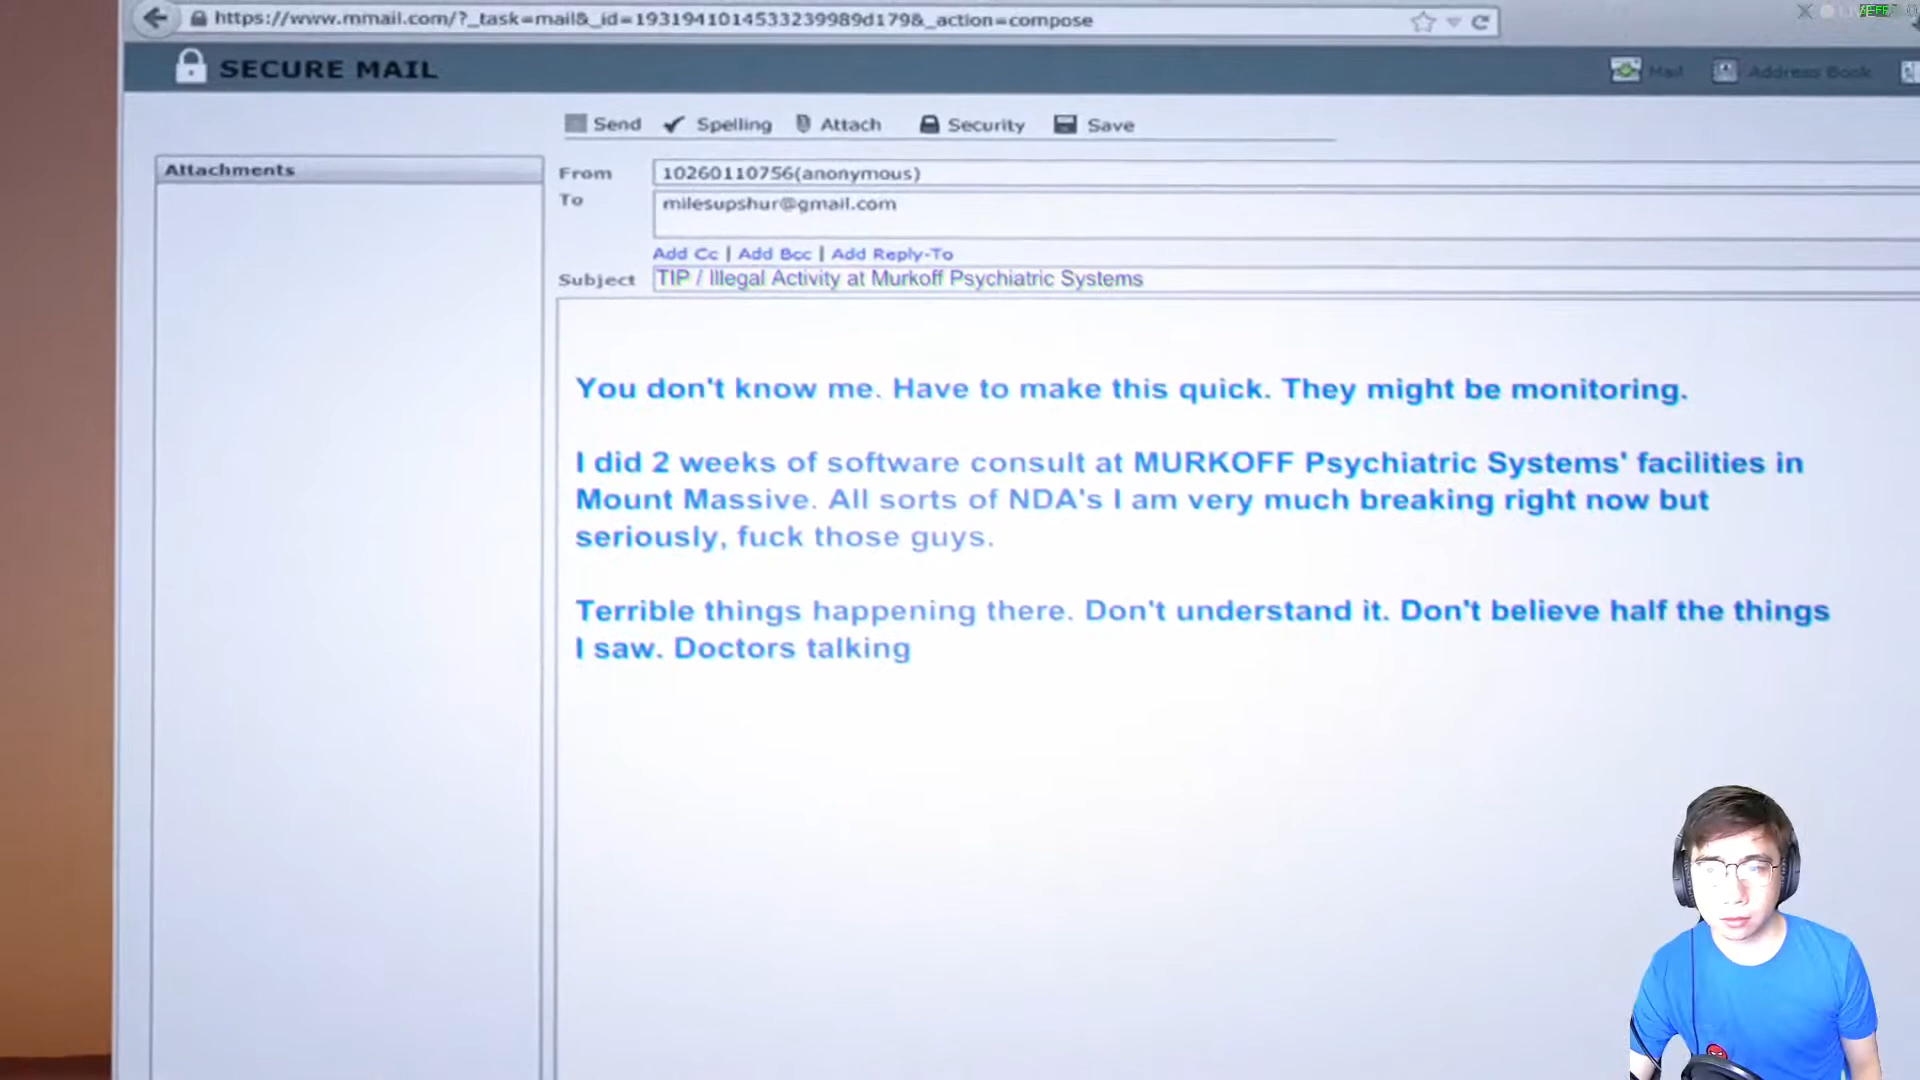 https://www.mmail.com/?_task=mail&_id=1931941014533239989d179&_action=compose
SECURE MAIL
Mail
Address Book
Send
Spelling
Attach
Security
Save
Attachments
From
10260110756(anonymous)
To
milesupshur@gmail.com
Add Cc | Add Bcc | Add Reply-To
Subject
TIP / Illegal Activity at Murkoff Psychiatric Systems
You don't know me. Have to make this quick. They might be monitoring.
I did 2 weeks of software consult at MURKOFF Psychiatric Systems' facilities in
Mount Massive. All sorts of NDA's I am very much breaking right now but
seriously, fuck those guys.
Terrible things happening there. Don't understand it. Don't believe half the things
I saw. Doctors talking